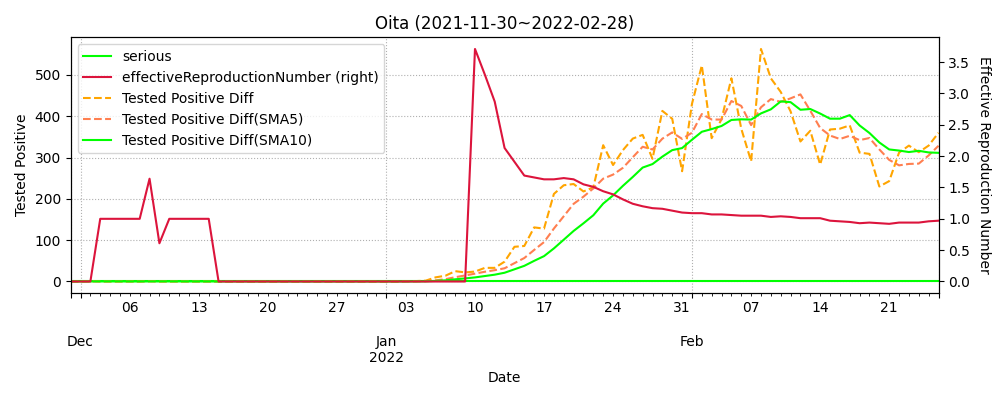 Oita (2021-11-30~2022-02-28)
serious
effectiveReproductionNumber (right)
Tested Positive Diff
Tested Positive Diff(SMA5)
Tested Positive Diff(SMA10)
Tested Positive
500
400
300
200
100
0
3.5
3.0
2.5
2.0
1.5
1.0
0.5
0.0
Effective Reproduction Number
06 13 20 27 03 10 17 24 31 07 14 21
Dec Jan Feb
2022
Date